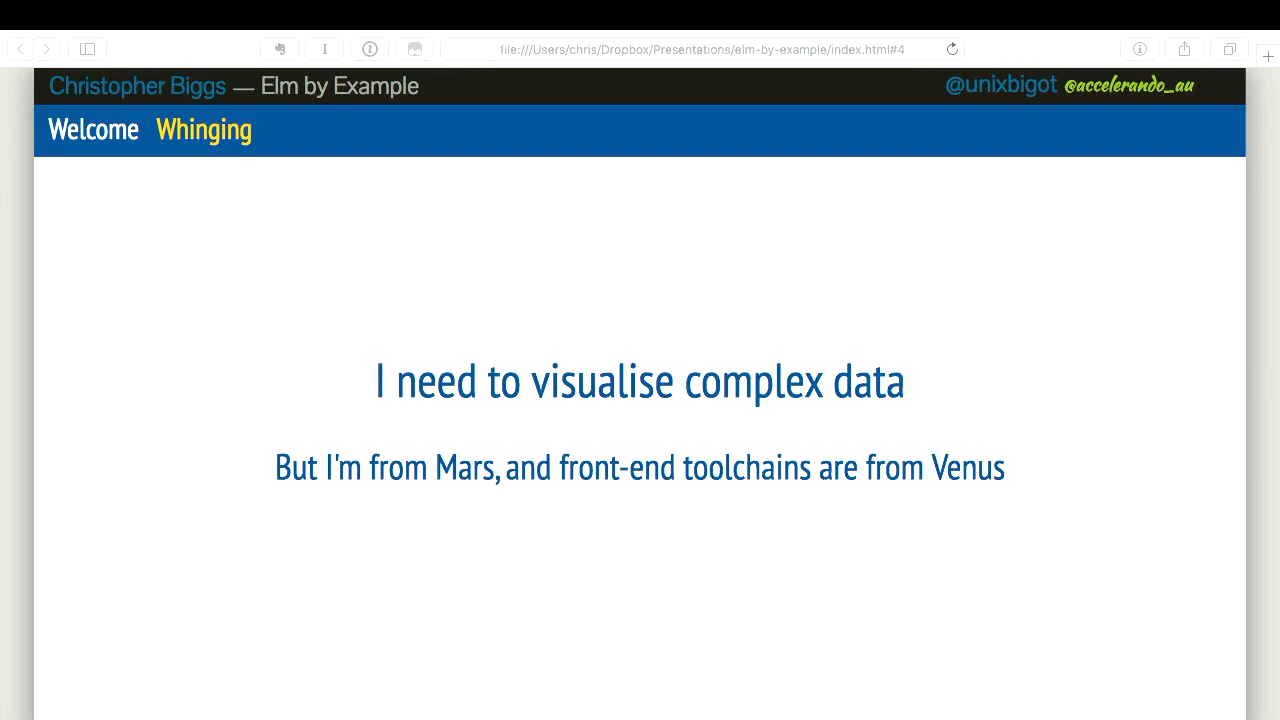 file:///Users/chris/Dropbox/Presentations/elm-by-example/index.html#4
Christopher Biggs — Elm by Example
@unixbigot @accelerando_au
Welcome Whinging
I need to visualise complex data
But I'm from Mars, and front-end toolchains are from Venus